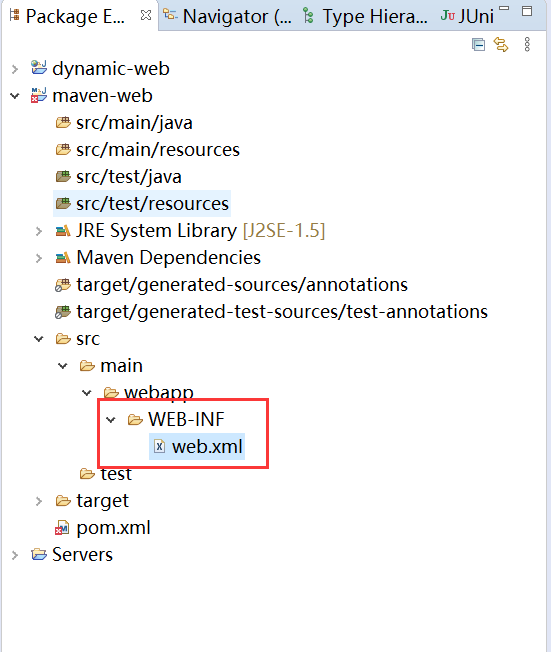 Package E... Navigator (... Type Hierar... Ju JUni
dynamic-web
maven-web
src/main/java
src/main/resources
src/test/java
src/test/resources
JRE System Library [J2SE-1.5]
Maven Dependencies
target/generated-sources/annotations
target/generated-test-sources/test-annotations
src
main
webapp
WEB-INF
web.xml
test
target
pom.xml
Servers